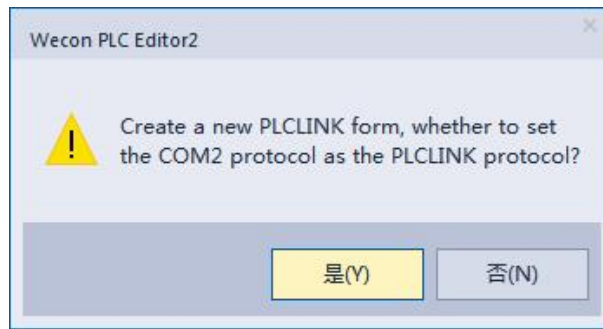 Wecon PLC Editor2
Create a new PLCLINK form, whether to set
the COM2 protocol as the PLCLINK protocol?
是(Y)
否(N)